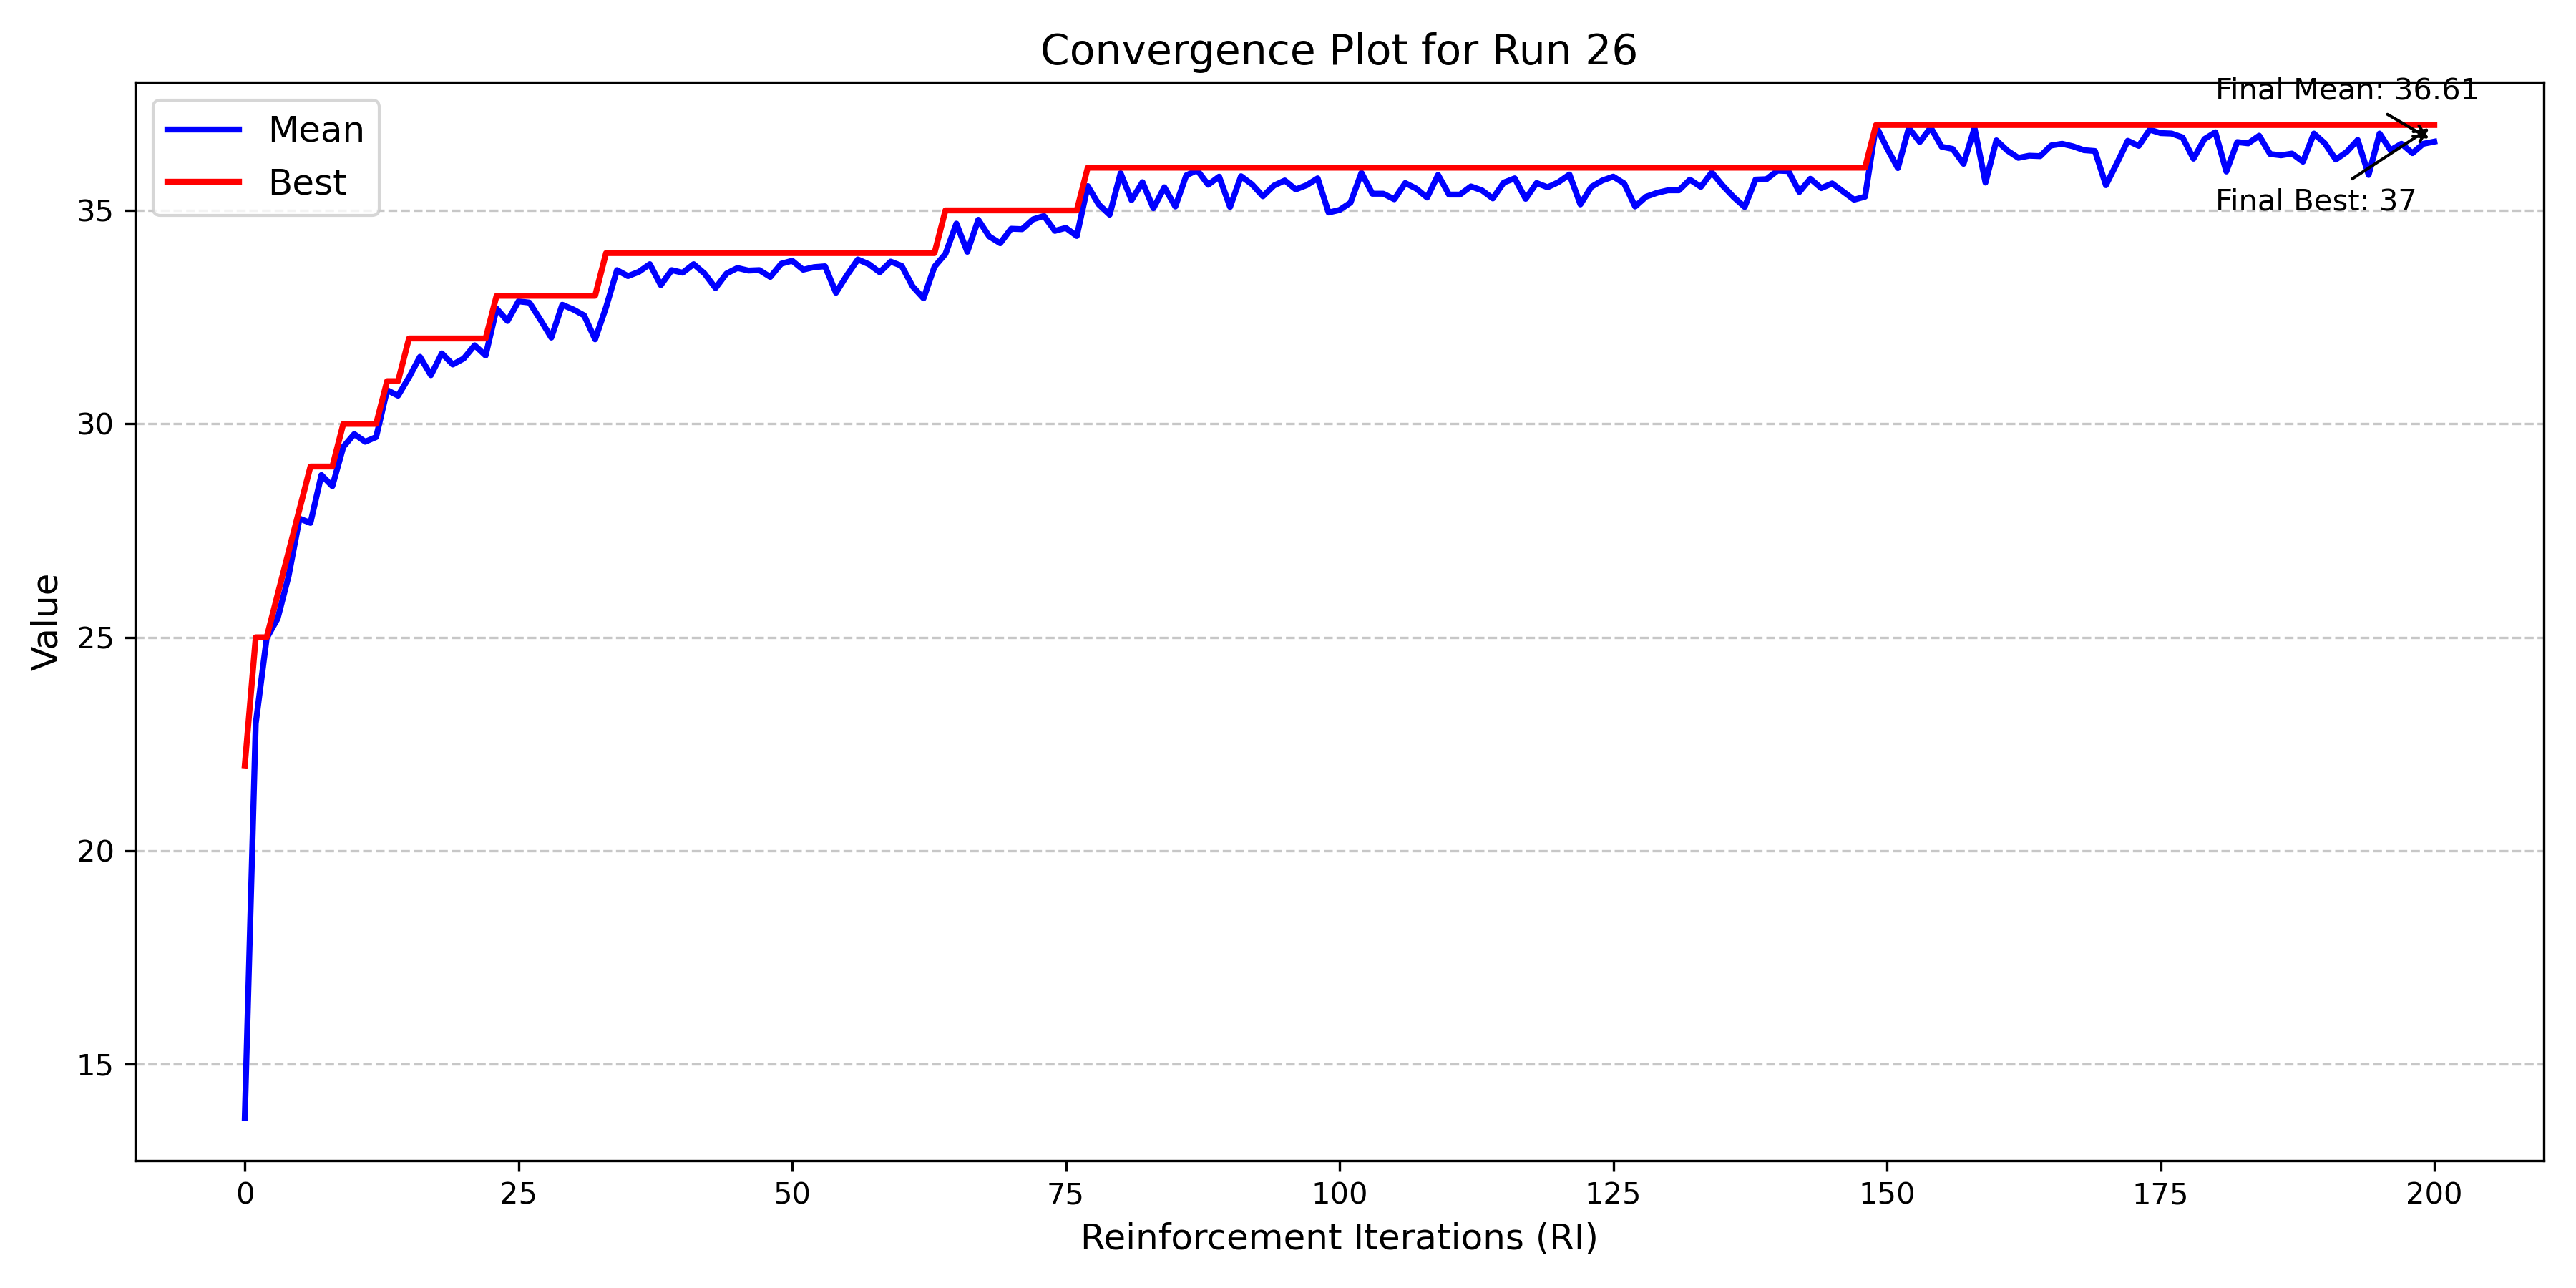 Convergence Plot for Run 26
Final Mean: 36.61
Mean
Best
Final Best: 37
35
30
25
20
15
Value
0 25 50 75 100 125 150 175 200
Reinforcement Iterations (RI)